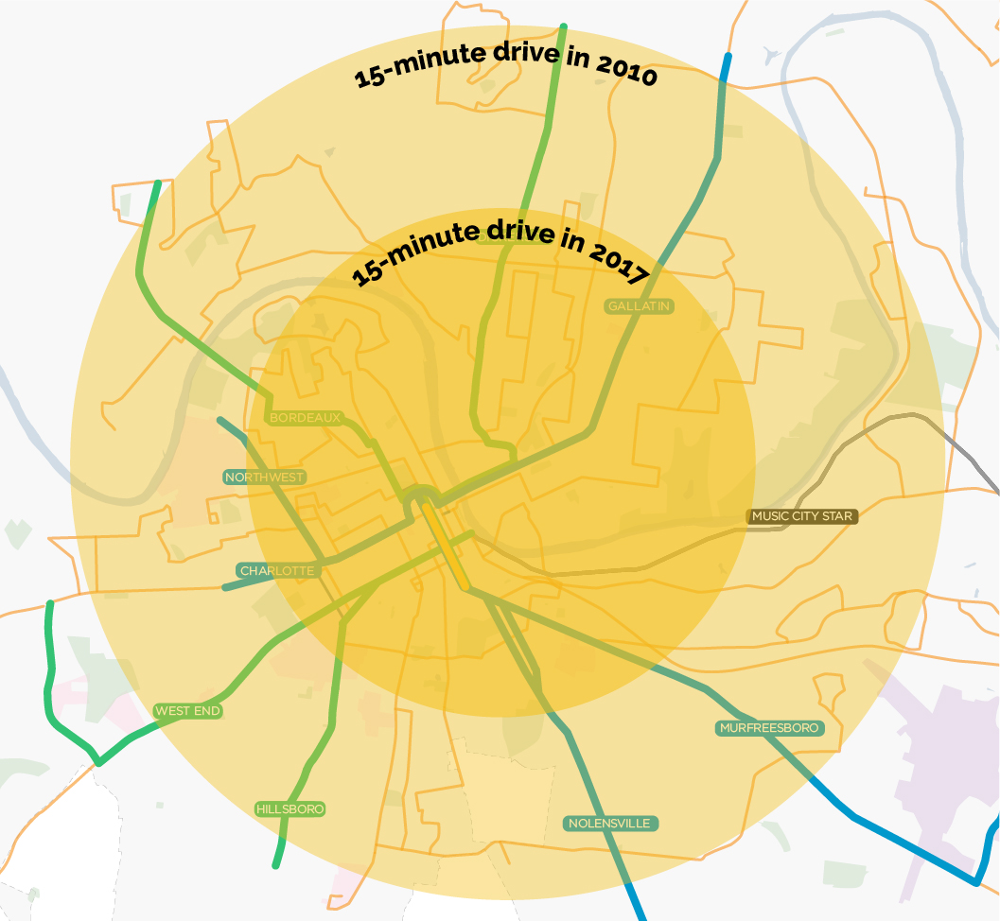 15-minute drive in 2010
15-minute drive in 2017
GALLATIN
BORDEAUX
NORTHWEST
MUSIC CITY STAR
CHARLOTTE
WEST END
MURFREESBORO
HILLSBORO
NOLENSVILLE